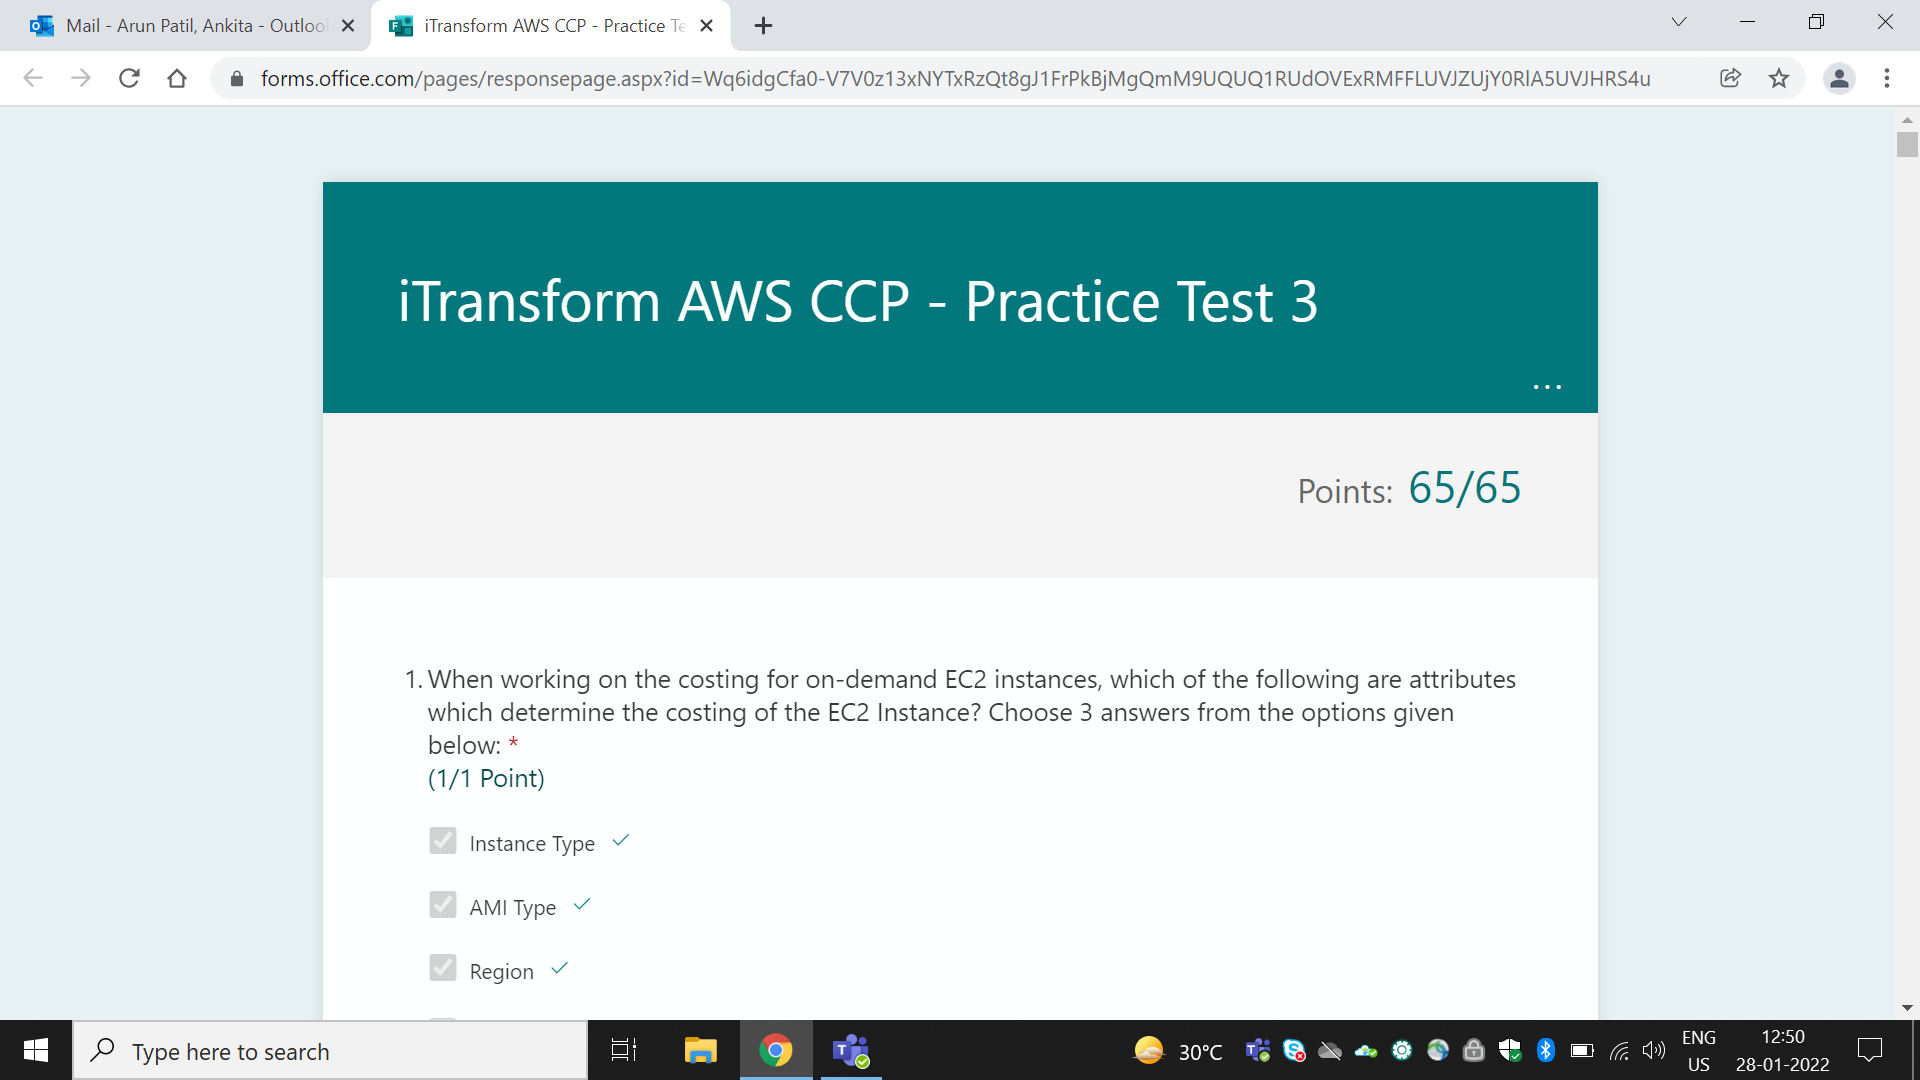 Mail - Arun Patil, Ankita - Outloo
iTransform AWS CCP - Practice Te
forms.office.com/pages/responsepage.aspx?id=Wq6idgCfa0-V7V0z13xNYTxRzQt8gJ1FrPkBjMgQmM9UQUQ1RUdOVExRMFFLUVJZUjY0RlA5UVJHRS4u
iTransform AWS CCP - Practice Test 3
...
Points: 65/65
1. When working on the costing for on-demand EC2 instances, which of the following are attributes
which determine the costing of the EC2 Instance? Choose 3 answers from the options given
below: *
(1/1 Point)
Instance Type
AMI Type
Region
Type here to search
30°C
ENG
US
12:50
28-01-2022